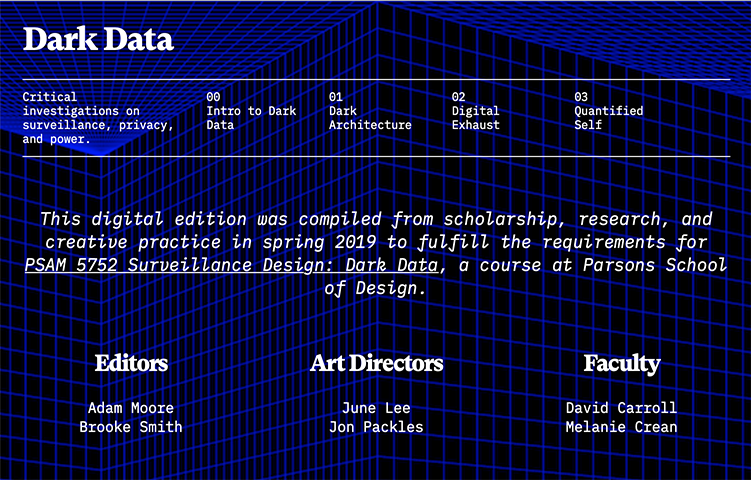 Dark Data
Critical
investigations on
surveillance, privacy,
and power.
00
Intro to Dark
Data
01
Dark
Architecture
02
Digital
Exhaust
03
Quantified
Self
This digital edition was compiled from scholarship, research, and
creative practice in spring 2019 to fulfill the requirements for
PSAM 5752 Surveillance Design: Dark Data, a course at Parsons School
of Design.
Editors
Adam Moore
Brooke Smith
Art Directors
June Lee
Jon Packles
Faculty
David Carroll
Melanie Crean